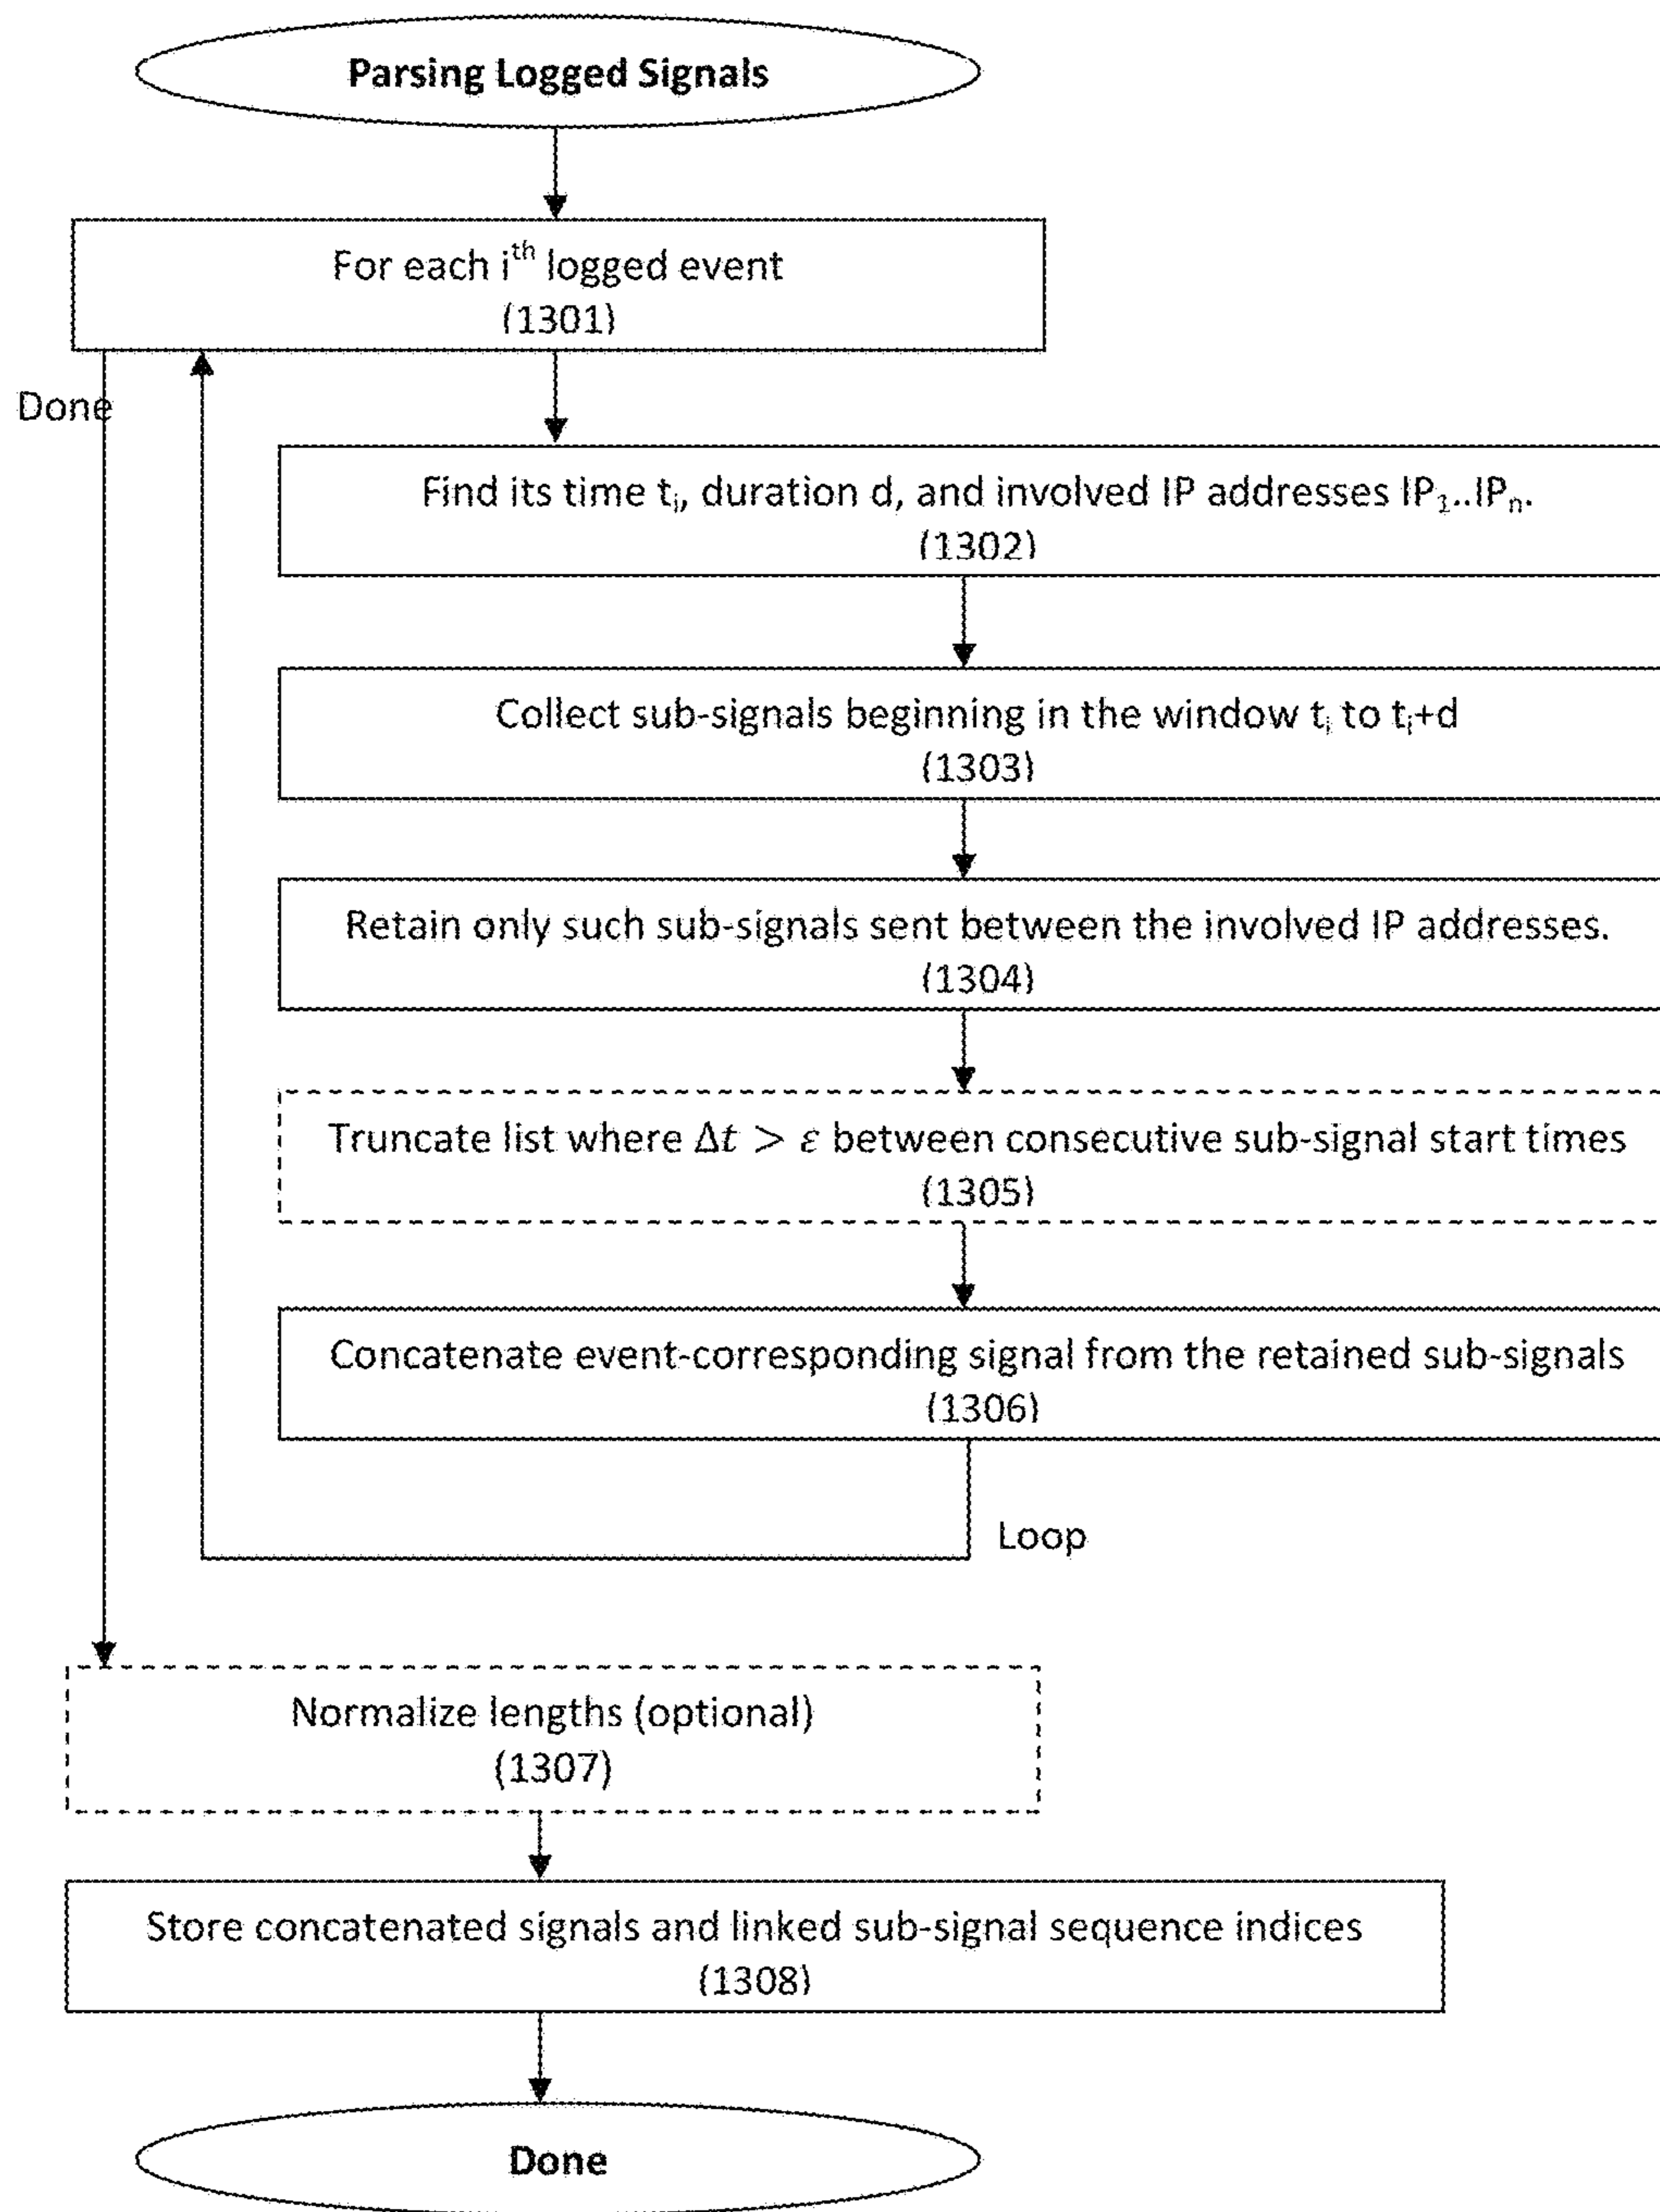 Parsing Logged Signals
For each iᵗʰ logged event
(1301)
Done
Find its time tᵢ, duration d, and involved IP addresses IP₁..IPₙ.
(1302)
Collect sub-signals beginning in the window tᵢ to tᵢ+d
(1303)
Retain only such sub-signals sent between the involved IP addresses.
(1304)
Truncate list where Δt > ε between consecutive sub-signal start times
(1305)
Concatenate event-corresponding signal from the retained sub-signals
(1306)
Loop
Normalize lengths (optional)
(1307)
Store concatenated signals and linked sub-signal sequence indices
(1308)
Done